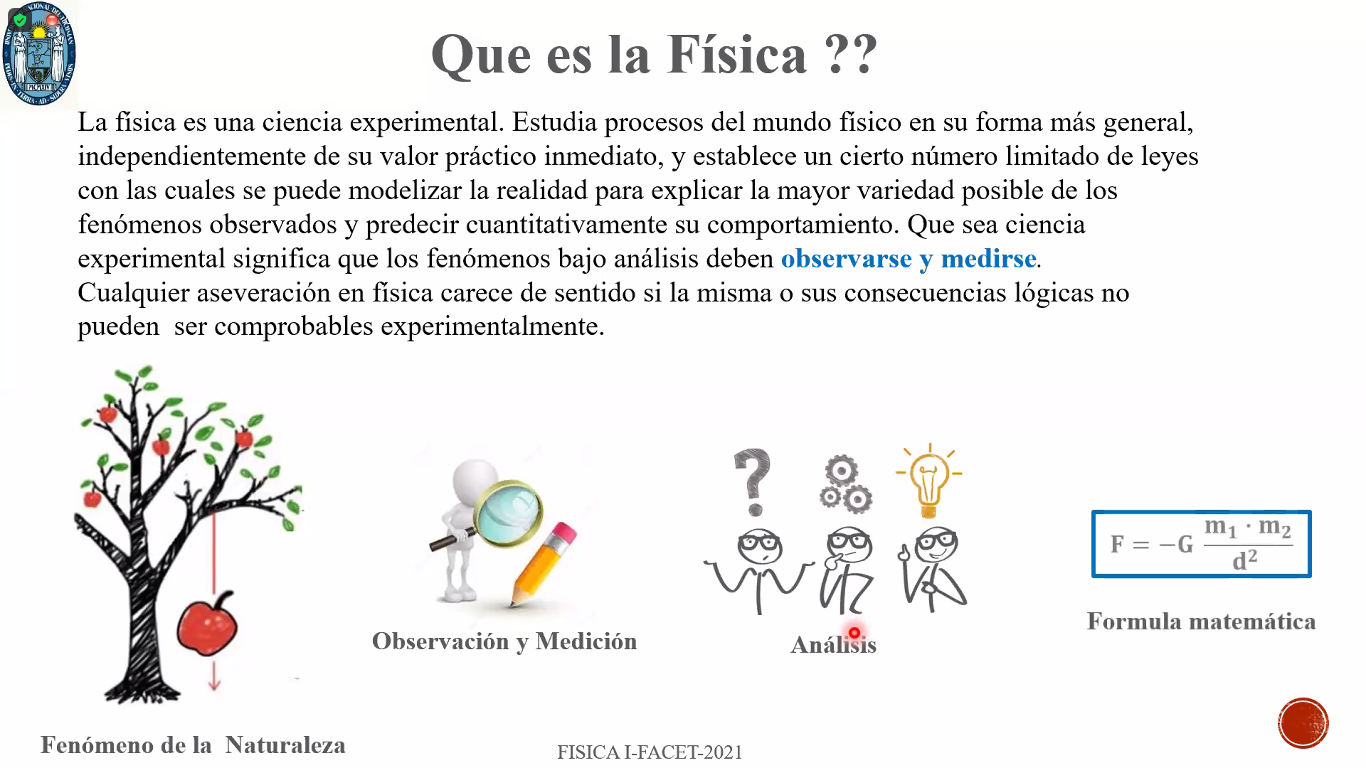 Que es la Física ??
La física es una ciencia experimental. Estudia procesos del mundo físico en su forma más general,
independientemente de su valor práctico inmediato, y establece un cierto número limitado de leyes
con las cuales se puede modelizar la realidad para explicar la mayor variedad posible de los
fenómenos observados y predecir cuantitativamente su comportamiento. Que sea ciencia
experimental significa que los fenómenos bajo análisis deben observarse y medirse.
Cualquier aseveración en física carece de sentido si la misma o sus consecuencias lógicas no
pueden  ser comprobables experimentalmente.
F = −G (m₁ · m₂)/d²
Observación y Medición
Análisis
Formula matemática
Fenómeno de la  Naturaleza
FISICA I-FACET-2021